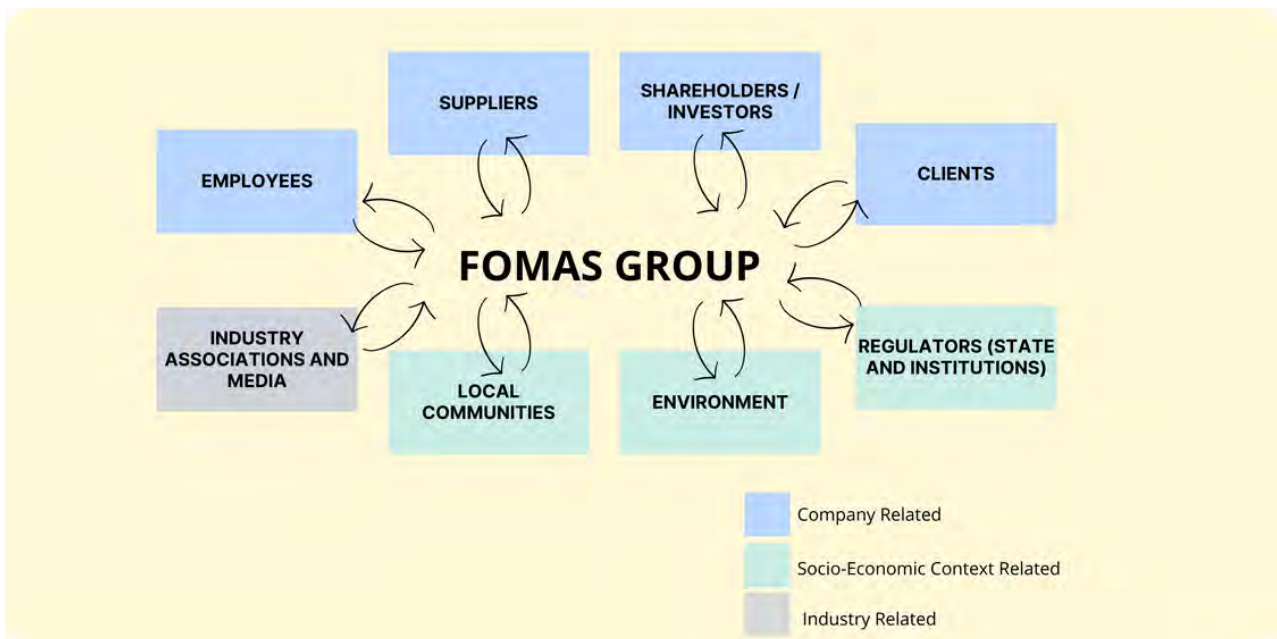 SUPPLIERS
SHAREHOLDERS /
INVESTORS
EMPLOYEES
CLIENTS
FOMAS GROUP
INDUSTRY
ASSOCIATIONS AND
MEDIA
LOCAL
COMMUNITIES
ENVIRONMENT
REGULATORS (STATE
AND INSTITUTIONS)
Company Related
Socio-Economic Context Related
Industry Related